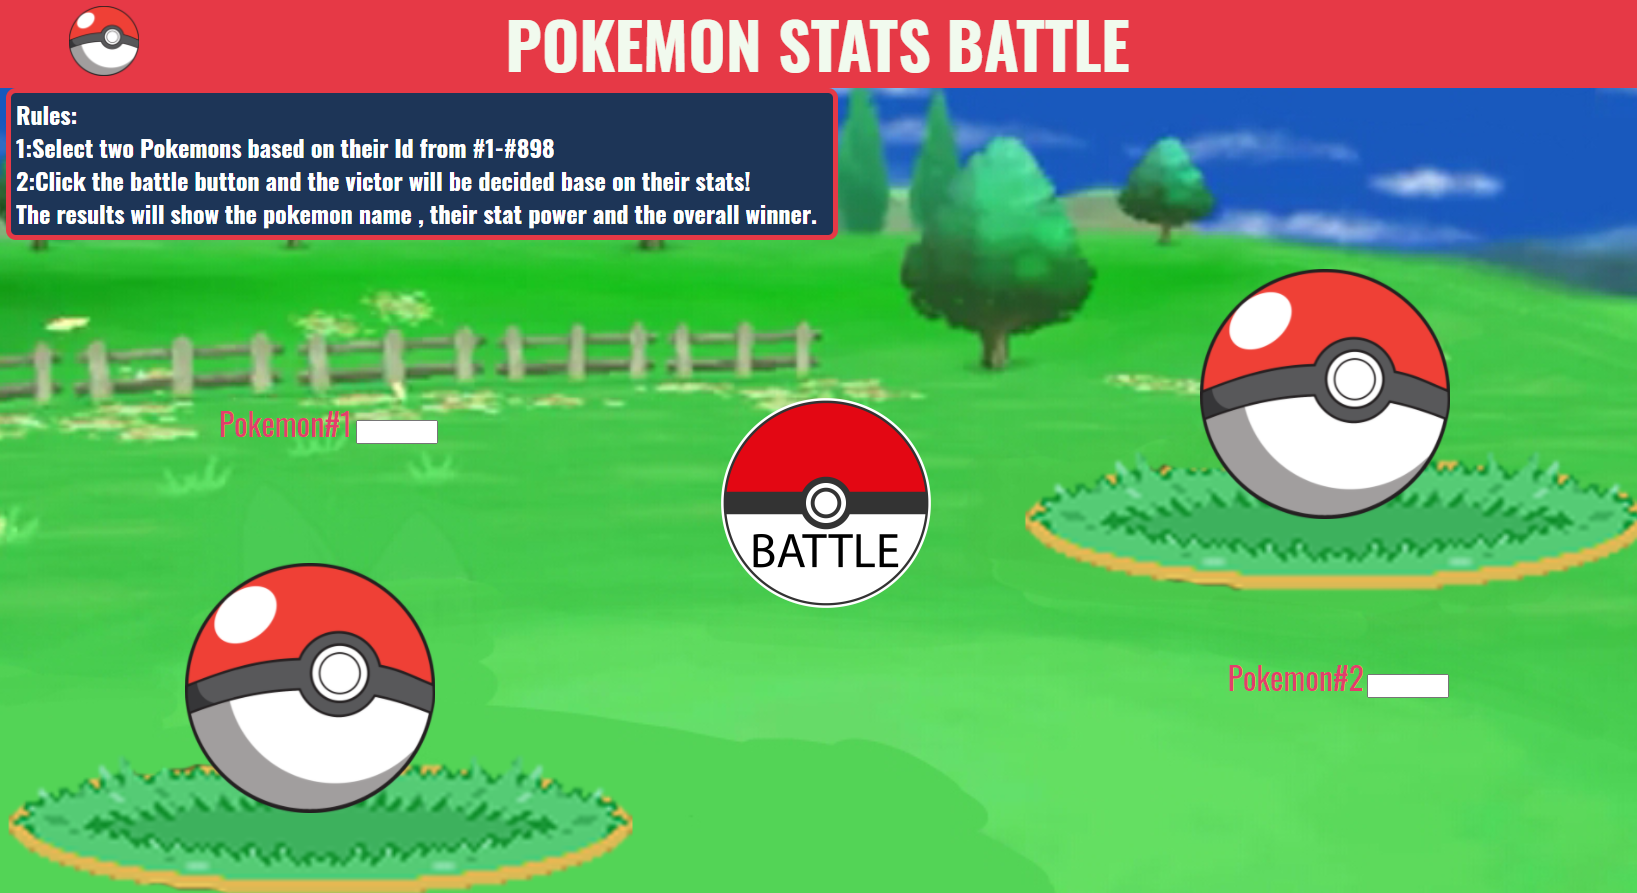 POKEMON STATS BATTLE
Rules:
1:Select two Pokemons based on their Id from #1-#898
2:Click the battle button and the victor will be decided base on their stats!
The results will show the pokemon name , their stat power and the overall winner.
Pokemon#1
BATTLE
Pokemon#2